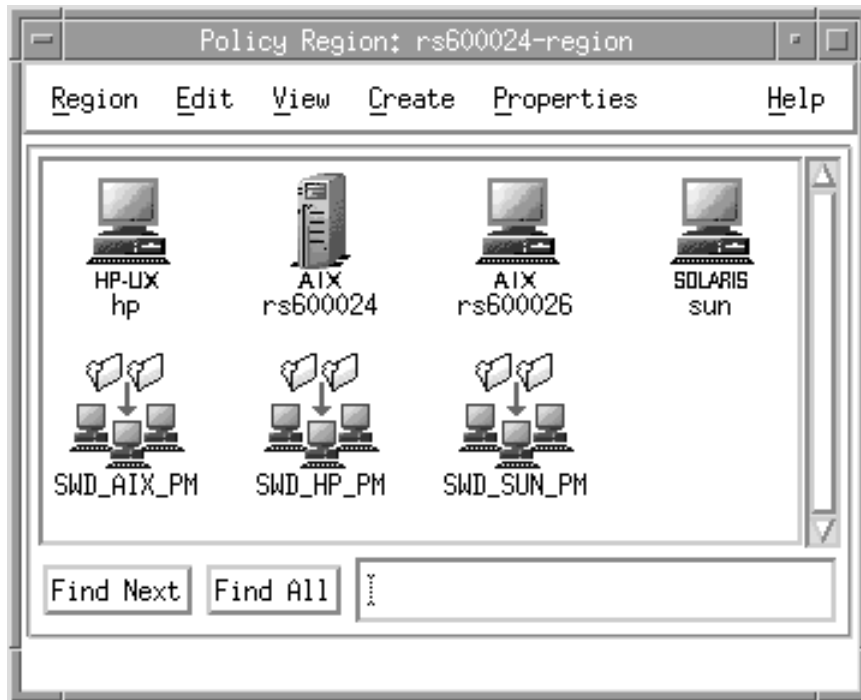 Policy Region: rs600024-region
Region Edit View Create Properties Help
HP-UX AIX AIX SOLARIS
hp rs600024 rs600026 sun
SWD_AIX_PM SWD_HP_PM SWD_SUN_PM
Find Next Find All